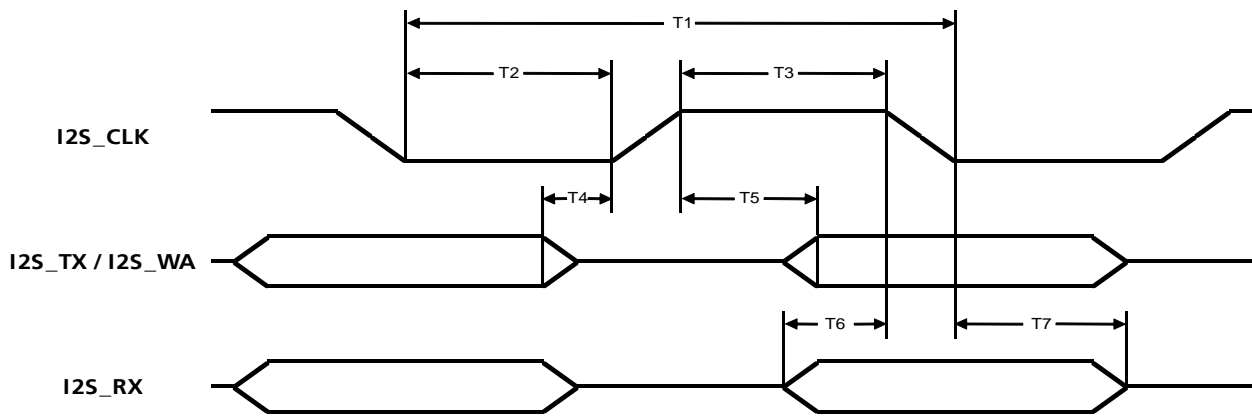 T1
T2
T3
I2S_CLK
T4
T5
I2S_TX / I2S_WA
T6
T7
I2S_RX